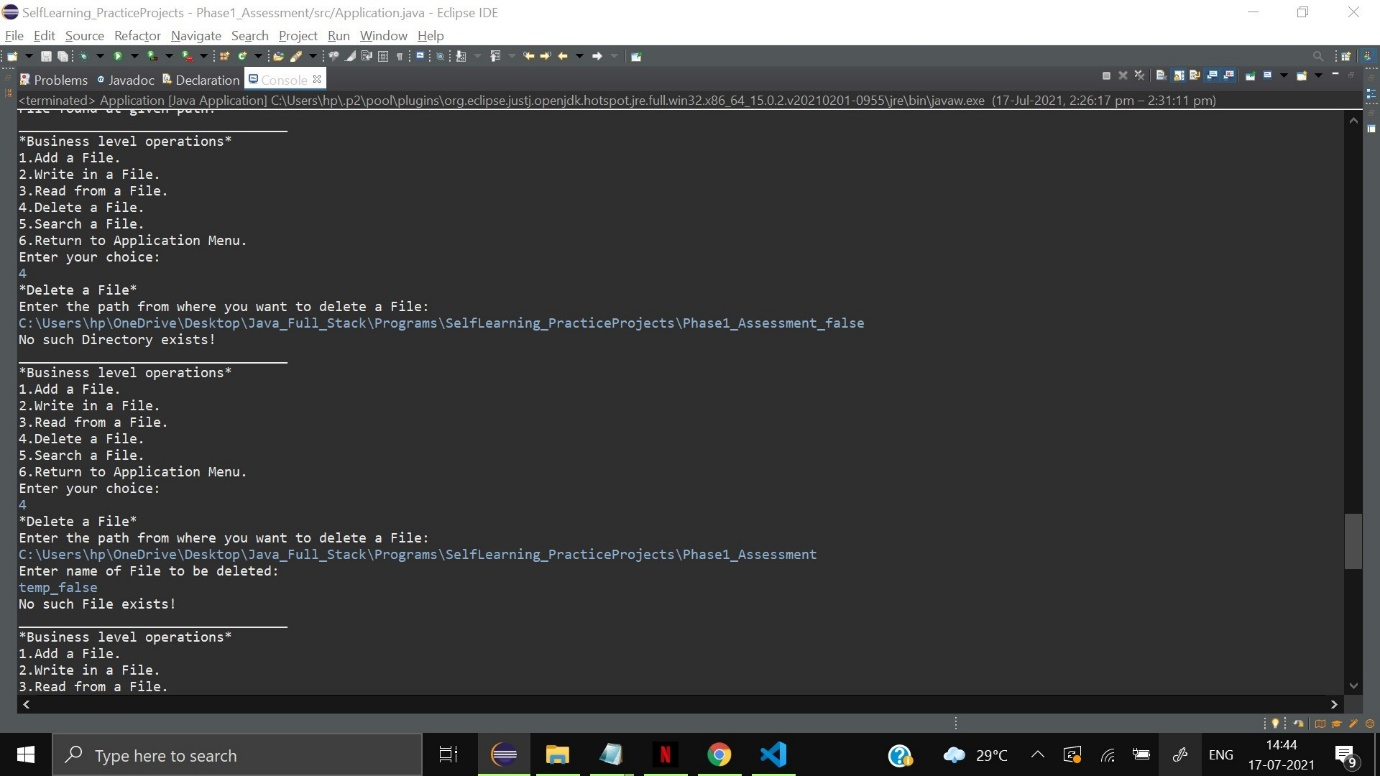 SelfLearning_PracticeProjects - Phase1_Assessment/src/Application.java - Eclipse IDE
File Edit Source Refactor Navigate Search Project Run Window Help
Problems Javadoc Declaration Console
<terminated> Application [Java Application] C:\Users\hp\.p2\pool\plugins\org.eclipse.justj.openjdk.hotspot.jre.full.win32.x86_64_15.0.2.v20210201-0955\jre\bin\javaw.exe (17-Jul-2021, 2:26:17 pm – 2:31:11 pm)
File found at given path.
*Business level operations*
1.Add a File.
2.Write in a File.
3.Read from a File.
4.Delete a File.
5.Search a File.
6.Return to Application Menu.
Enter your choice:
4
*Delete a File*
Enter the path from where you want to delete a File:
C:\Users\hp\OneDrive\Desktop\Java_Full_Stack\Programs\SelfLearning_PracticeProjects\Phase1_Assessment_false
No such Directory exists!
*Business level operations*
1.Add a File.
2.Write in a File.
3.Read from a File.
4.Delete a File.
5.Search a File.
6.Return to Application Menu.
Enter your choice:
4
*Delete a File*
Enter the path from where you want to delete a File:
C:\Users\hp\OneDrive\Desktop\Java_Full_Stack\Programs\SelfLearning_PracticeProjects\Phase1_Assessment
Enter name of File to be deleted:
temp_false
No such File exists!
*Business level operations*
1.Add a File.
2.Write in a File.
3.Read from a File.
Type here to search
29°C
ENG
14:44
17-07-2021
9